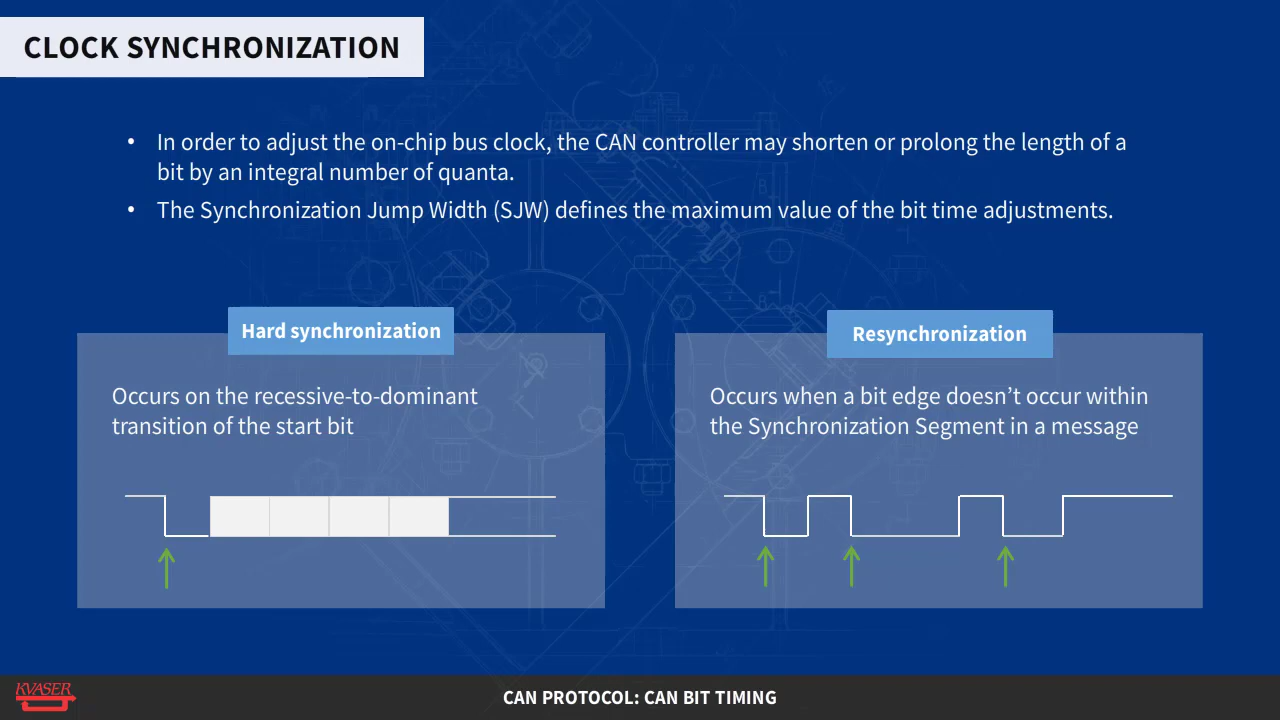 CLOCK SYNCHRONIZATION
• In order to adjust the on-chip bus clock, the CAN controller may shorten or prolong the length of a
bit by an integral number of quanta.
• The Synchronization Jump Width (SJW) defines the maximum value of the bit time adjustments.
Hard synchronization
Occurs on the recessive-to-dominant
transition of the start bit
Resynchronization
Occurs when a bit edge doesn’t occur within
the Synchronization Segment in a message
KVASER
CAN PROTOCOL: CAN BIT TIMING